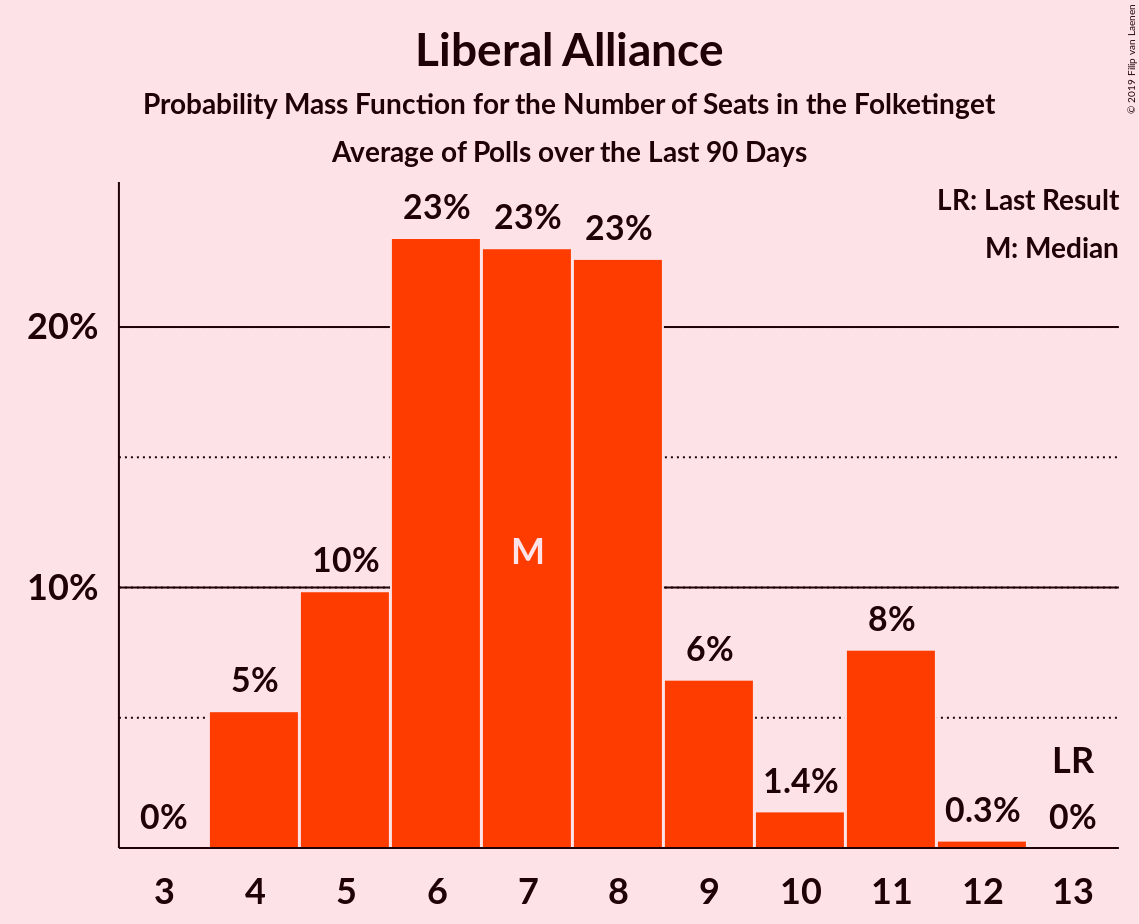 Liberal Alliance
Probability Mass Function for the Number of Seats in the Folketinget
Average of Polls over the Last 90 Days
© 2019 Filip van Laenen
LR: Last Result
M: Median
23%
23%
23%
20%
M
10%
10%
8%
6%
5%
LR
1.4%
0.3%
0%
0%
3 4 5 6 7 8 9 10 11 12 13